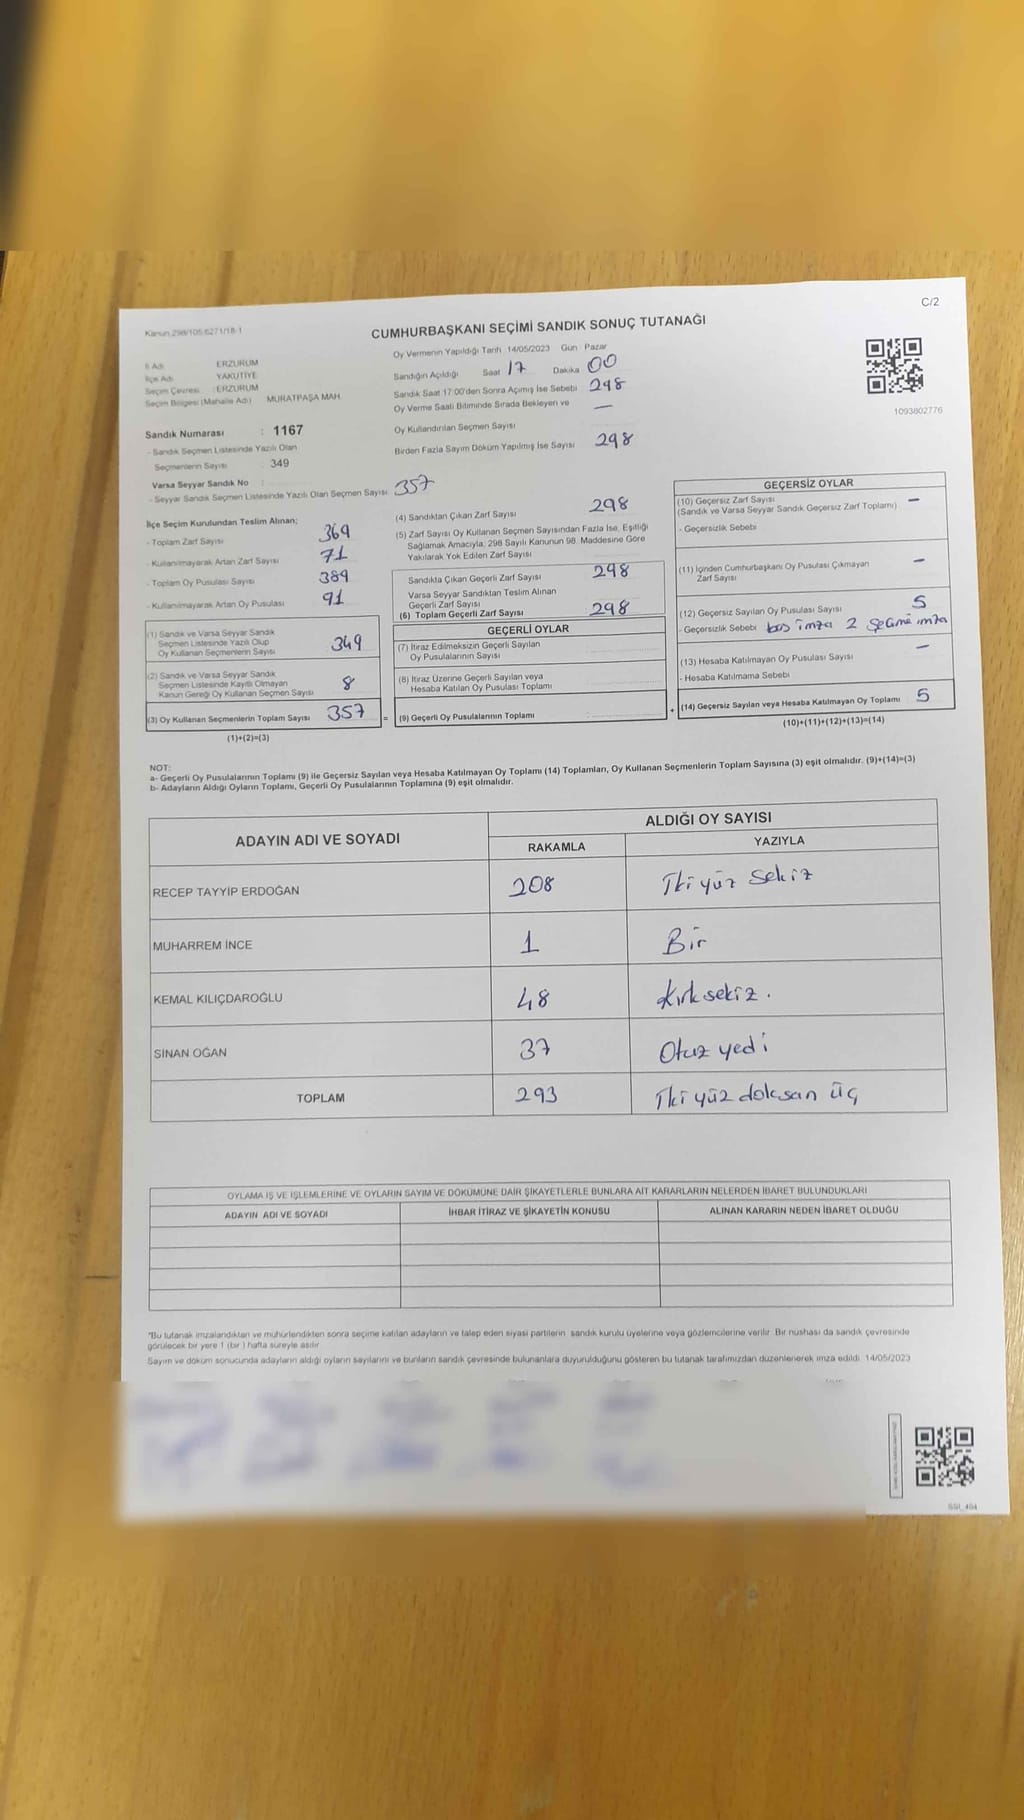 C/2
Kanun 298/105 6271/18-1
CUMHURBAŞKANI SEÇİMİ SANDIK SONUÇ TUTANAĞI
İl Adı ERZURUM
İlçe Adı YAKUTİYE
Seçim Çevresi : ERZURUM
Seçim Bölgesi (Mahalle Adı) MURATPAŞA MAH.
Sandık Numarası : 1167
- Sandık Seçmen Listesinde Yazılı Olan
Seçmenlerin Sayısı 349
Varsa Seyyar Sandık No
- Seyyar Sandık Seçmen Listesinde Yazılı Olan Seçmen Sayısı 357
Oy Vermenin Yapıldığı Tarih 14/05/2023 Gün Pazar
Sandığın Açıldığı Saat 17 Dakika 00
Sandık Saat 17:00'den Sonra Açımış İse Sebebi 298
Oy Verme Saati Bitiminde Sırada Bekleyen ve —
Oy Kullandırılan Seçmen Sayısı
Birden Fazla Sayım Döküm Yapılmış İse Sayısı 298
1093802776
İlçe Seçim Kurulundan Teslim Alınan;
- Toplam Zarf Sayısı 369
- Kullanılmayarak Artan Zarf Sayısı 71
- Toplam Oy Pusulası Sayısı 389
- Kullanılmayarak Artan Oy Pusulası 91
(1) Sandık ve Varsa Seyyar Sandık
Seçmen Listesinde Yazılı Olup
Oy Kullanan Seçmenlerin Sayısı 349
(2) Sandık ve Varsa Seyyar Sandık
Seçmen Listesinde Kayıtlı Olmayan
Kanun Gereği Oy Kullanan Seçmen Sayısı 8
(3) Oy Kullanan Seçmenlerin Toplam Sayısı 357
(1)+(2)=(3)
(4) Sandıktan Çıkan Zarf Sayısı 298
(5) Zarf Sayısı Oy Kullanan Seçmen Sayısından Fazla İse, Eşitliği
Sağlamak Amacıyla; 298 Sayılı Kanunun 98. Maddesine Göre
Yakılarak Yok Edilen Zarf Sayısı
Sandıkta Çıkan Geçerli Zarf Sayısı 298
Varsa Seyyar Sandıktan Teslim Alınan
Geçerli Zarf Sayısı
(6) Toplam Geçerli Zarf Sayısı 298
GEÇERLİ OYLAR
(7) İtiraz Edilmeksizin Geçerli Sayılan
Oy Pusulalarının Sayısı
(8) İtiraz Üzerine Geçerli Sayılan veya
Hesaba Katılan Oy Pusulası Toplamı
= (9) Geçerli Oy Pusulalarının Toplamı
GEÇERSİZ OYLAR
(10) Geçersiz Zarf Sayısı —
(Sandık ve Varsa Seyyar Sandık Geçersiz Zarf Toplamı)
- Geçersizlik Sebebi
(11) İçinden Cumhurbaşkanı Oy Pusulası Çıkmayan —
Zarf Sayısı
(12) Geçersiz Sayılan Oy Pusulası Sayısı 5
- Geçersizlik Sebebi boş imza 2 Seçime imza
(13) Hesaba Katılmayan Oy Pusulası Sayısı —
- Hesaba Katılmama Sebebi
+ (14) Geçersiz Sayılan veya Hesaba Katılmayan Oy Toplamı 5
(10)+(11)+(12)+(13)=(14)
NOT:
a- Geçerli Oy Pusulalarının Toplamı (9) ile Geçersiz Sayılan veya Hesaba Katılmayan Oy Toplamı (14) Toplamları, Oy Kullanan Seçmenlerin Toplam Sayısına (3) eşit olmalıdır. (9)+(14)=(3)
b- Adayların Aldığı Oyların Toplamı, Geçerli Oy Pusulalarının Toplamına (9) eşit olmalıdır.
ADAYIN ADI VE SOYADI
ALDIĞI OY SAYISI
RAKAMLA YAZIYLA
RECEP TAYYİP ERDOĞAN 208 İki yüz Sekiz
MUHARREM İNCE 1 Bir
KEMAL KILIÇDAROĞLU 48 Kırksekiz.
SİNAN OĞAN 37 Otuz yedi
TOPLAM 293 İki yüz doksan üç
OYLAMA İŞ VE İŞLEMLERİNE VE OYLARIN SAYIM VE DÖKÜMÜNE DAİR ŞİKAYETLERLE BUNLARA AİT KARARLARIN NELERDEN İBARET BULUNDUKLARI
ADAYIN ADI VE SOYADI İHBAR İTİRAZ VE ŞİKAYETİN KONUSU ALINAN KARARIN NEDEN İBARET OLDUĞU
"Bu tutanak imzalandıktan ve mühürlendikten sonra seçime katılan adayların ve talep eden siyasi partilerin sandık kurulu üyelerine veya gözlemcilerine verilir. Bir nüshası da sandık çevresinde
görülecek bir yere 1 (bir ) hafta süreyle asılır
Sayım ve döküm sonucunda adayların aldığı oyların sayılarını ve bunların sandık çevresinde bulunanlara duyurulduğunu gösteren bu tutanak tarafımızdan düzenlenerek imza edildi. 14/05/2023